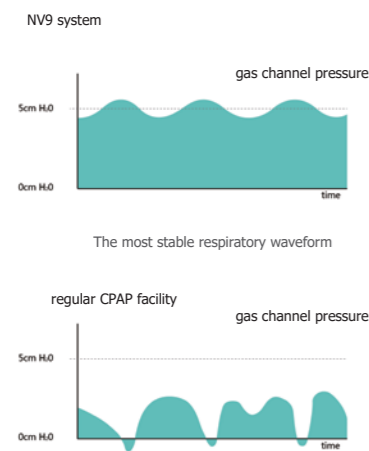 NV9 system
gas channel pressure
5cm H₂0
0cm H₂0
time
The most stable respiratory waveform
regular CPAP facility
gas channel pressure
5cm H₂0
0cm H₂0
time